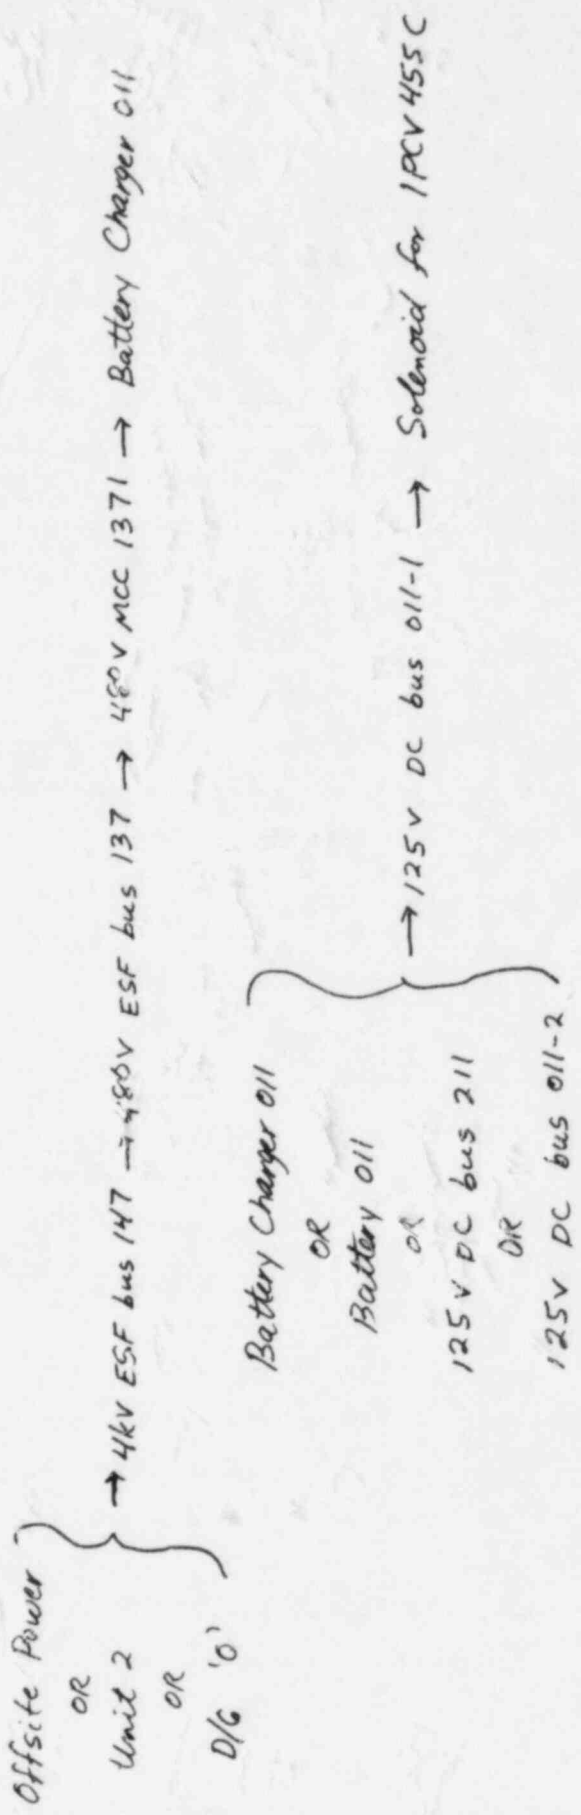 Offsite Power
OR
Unit 2
OR
D/G '0'
→ 4kV ESF bus 147 → 480V ESF bus 137 → 480V MCC 1371 → Battery Charger 011
Battery Charger 011
OR
Battery 011
OR
125V DC bus 211
OR
125V DC bus 011-2
→ 125V DC bus 011-1 → Solenoid for 1PCV455C